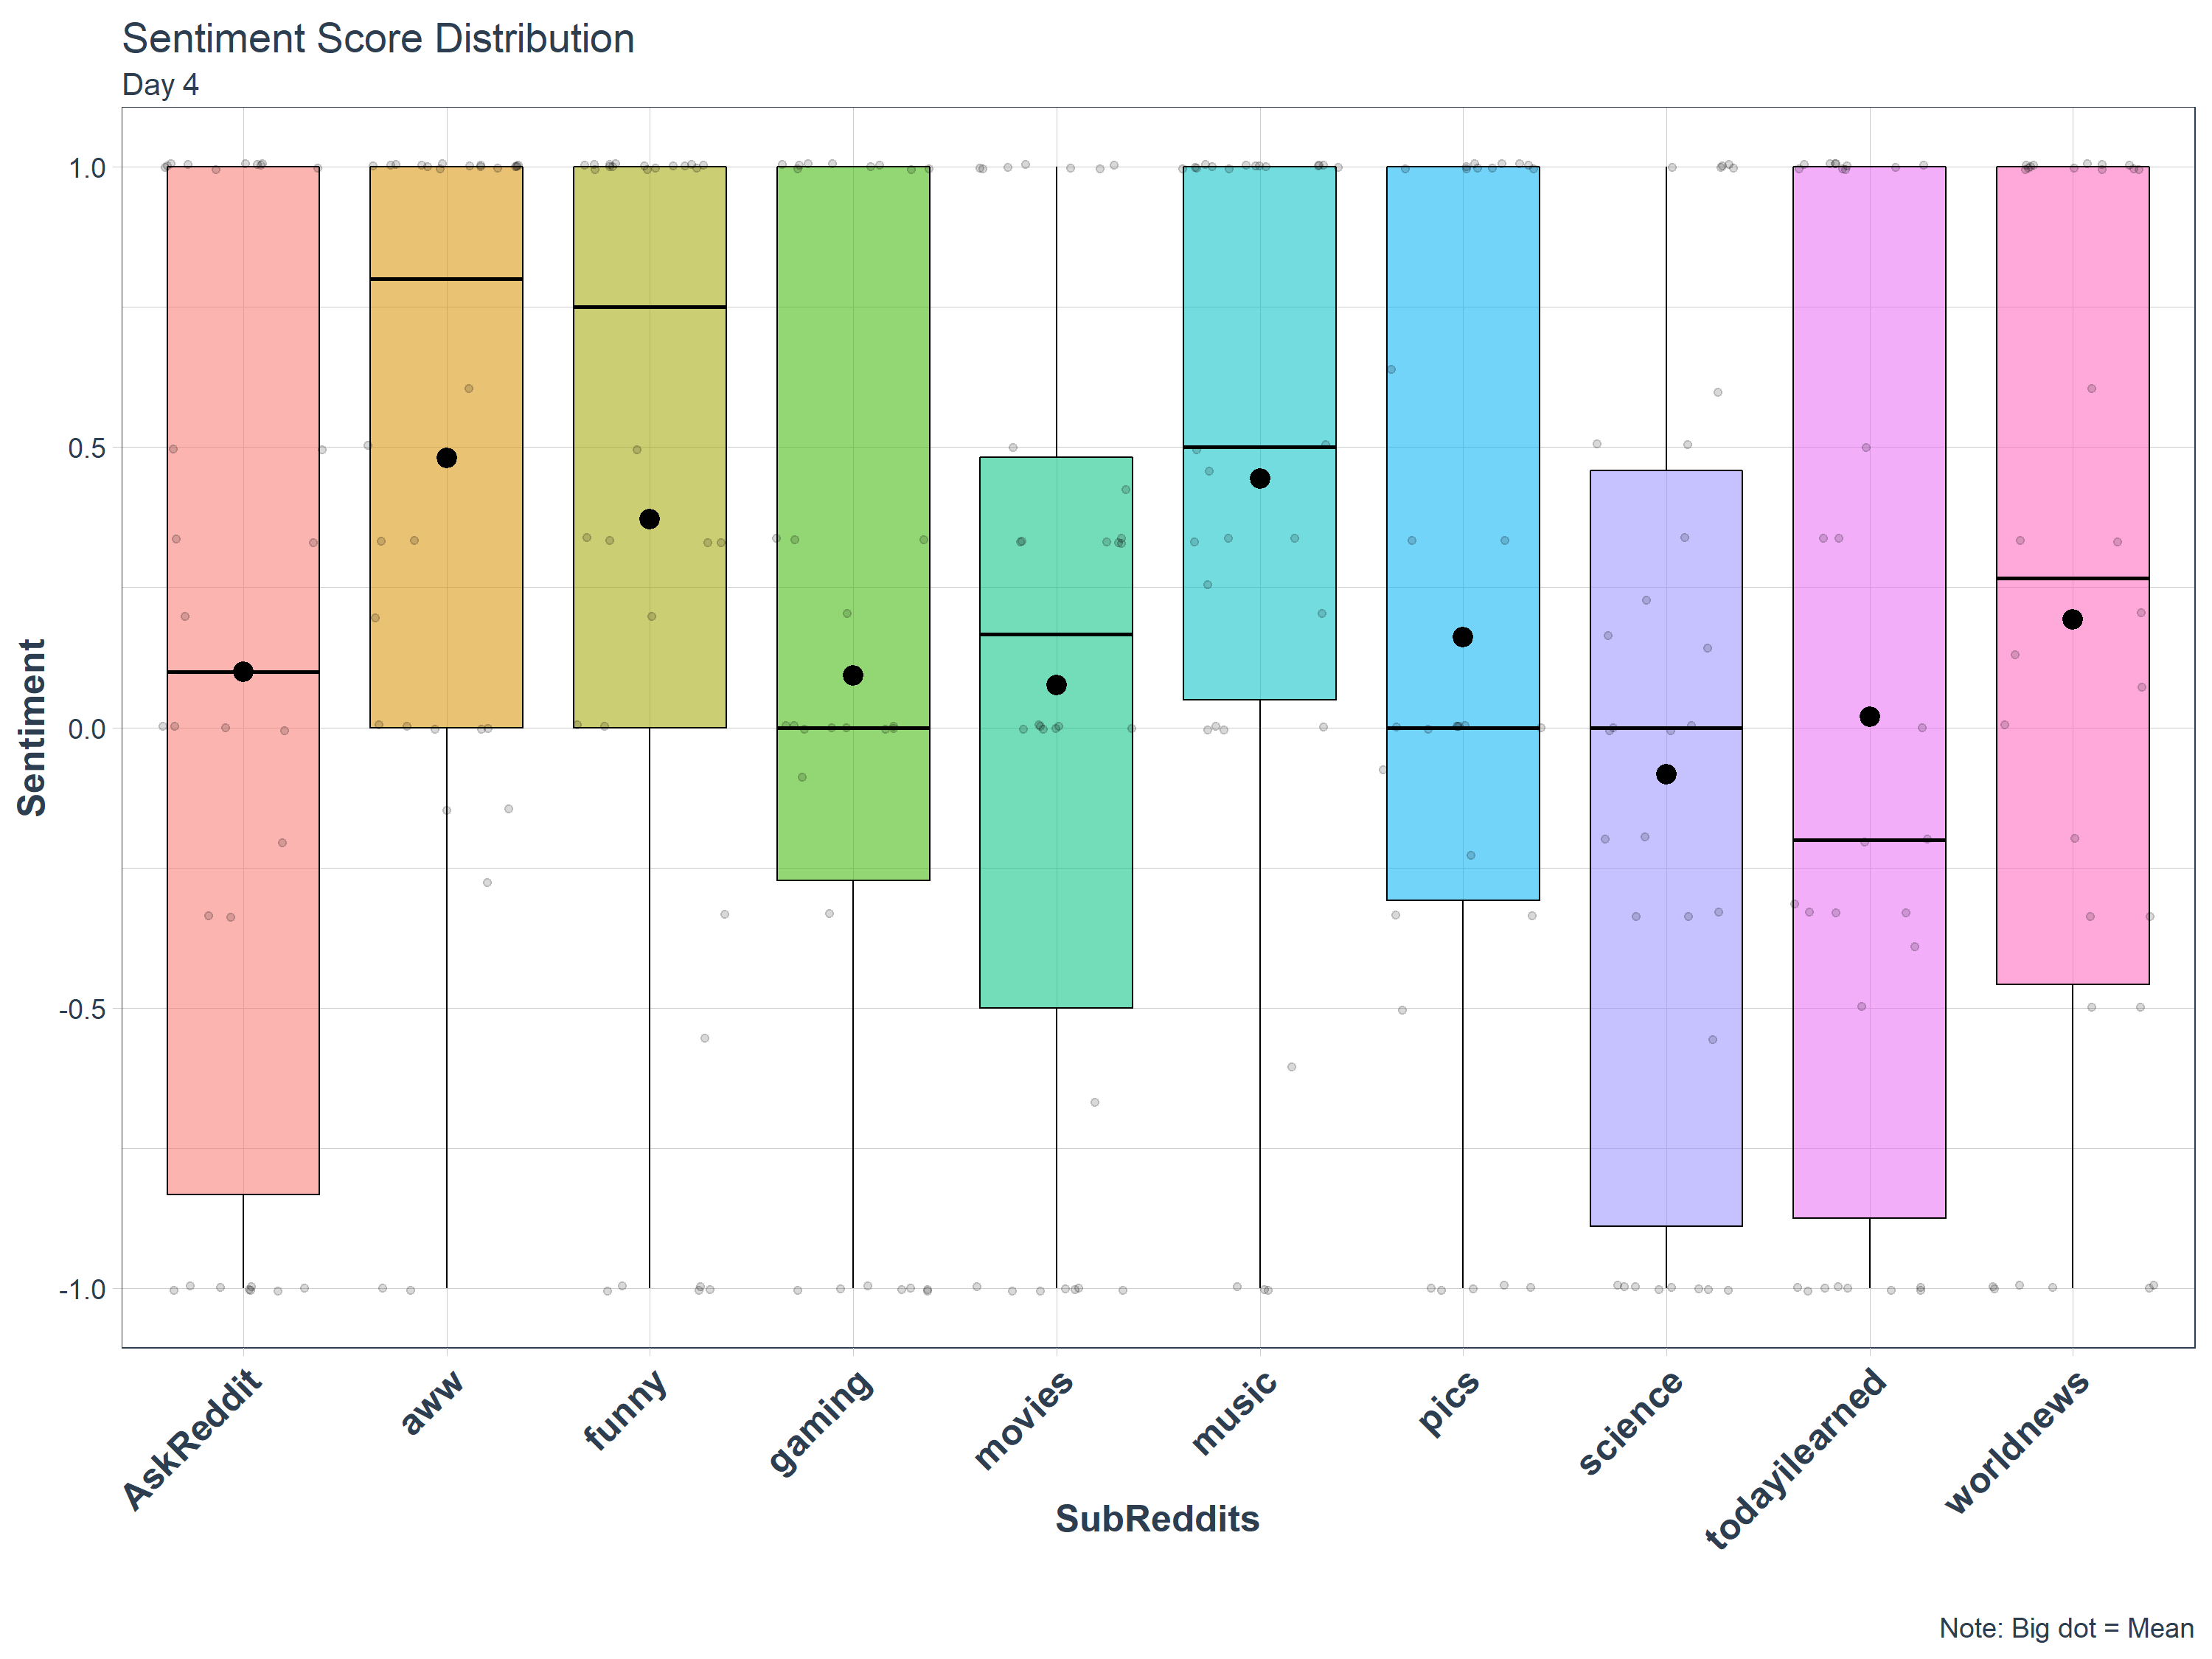 Sentiment Score Distribution
Day 4
1.0
0.5
0.0
-0.5
-1.0
Sentiment
AskReddit
aww
funny
gaming
movies
music
pics
science
todayilearned
worldnews
SubReddits
Note: Big dot = Mean